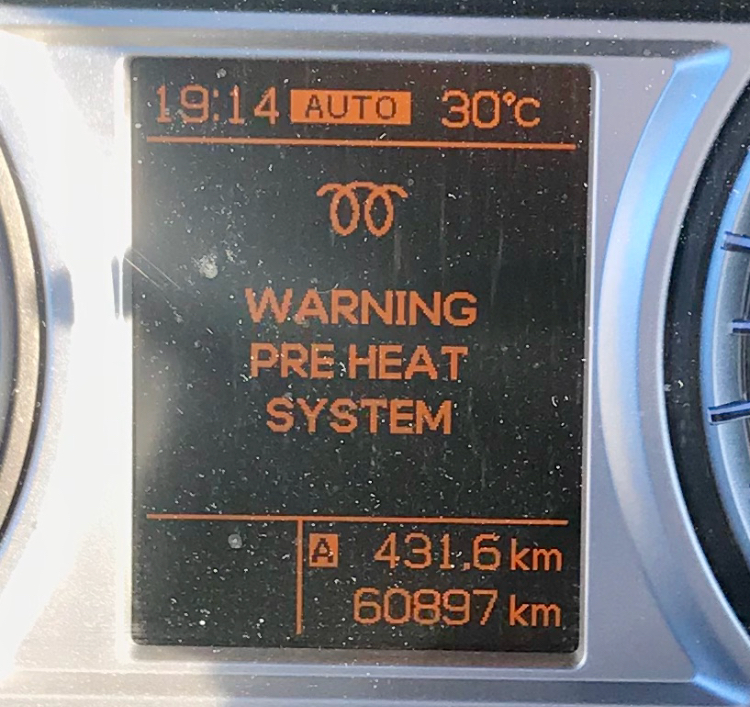 19:14 AUTO 30°C
WARNING
PRE HEAT
SYSTEM
A 431.6 km
60897 km